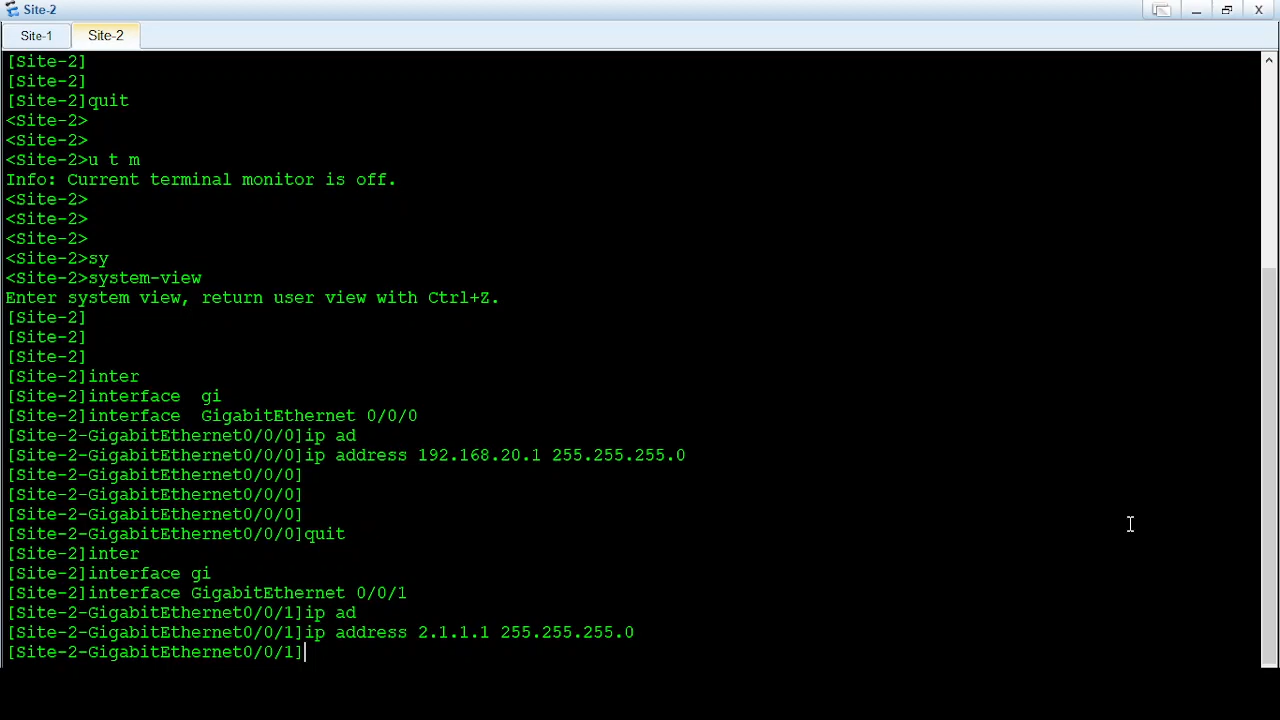 Site-2
X
Site-1
Site-2
[Site-2]
[Site-2]
[Site-2]quit
<Site-2>
<Site-2>
<Site-2>u t m
Info: Current terminal monitor is off.
<Site-2>
<Site-2>
<Site-2>
<Site-2>sy
<Site-2>system-view
Enter system view, return user view with Ctrl+Z.
[Site-2]
[Site-2]
[Site-2]
[Site-2]inter
[Site-2]interface  gi
[Site-2]interface  GigabitEthernet 0/0/0
[Site-2-GigabitEthernet0/0/0]ip ad
[Site-2-GigabitEthernet0/0/0]ip address 192.168.20.1 255.255.255.0
[Site-2-GigabitEthernet0/0/0]
[Site-2-GigabitEthernet0/0/0]
[Site-2-GigabitEthernet0/0/0]
[Site-2-GigabitEthernet0/0/0]quit
[Site-2]inter
[Site-2]interface gi
[Site-2]interface GigabitEthernet 0/0/1
[Site-2-GigabitEthernet0/0/1]ip ad
[Site-2-GigabitEthernet0/0/1]ip address 2.1.1.1 255.255.255.0
[Site-2-GigabitEthernet0/0/1]